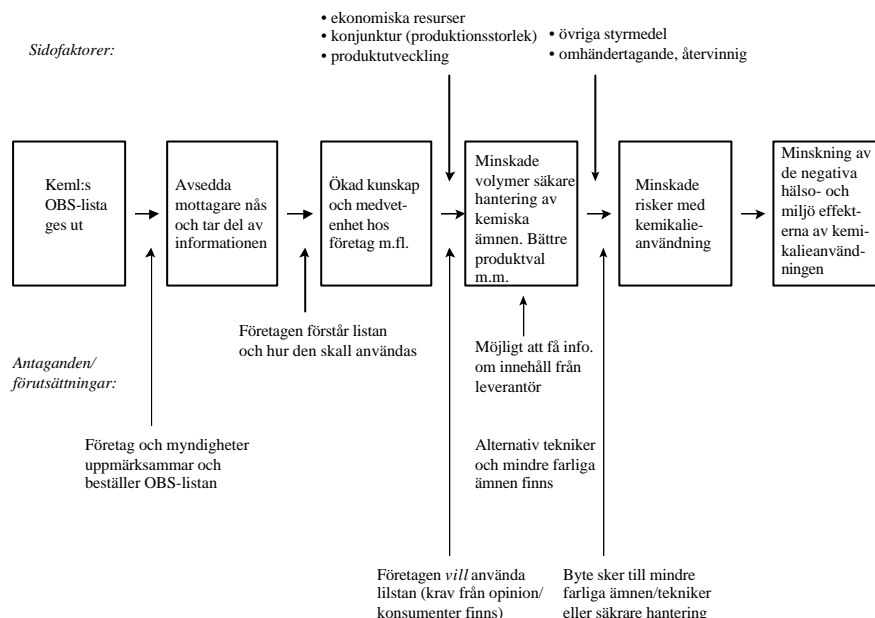 • ekonomiska resurser
• konjunktur (produktionsstorlek)
• produktutveckling
• övriga styrmedel
• omhändertagande, återvinnig
Sidofaktorer:
Keml:s
OBS-lista
ges ut
Avsedda
mottagare nås
och tar del av
informationen
Ökad kunskap
och medvet-
enhet hos
företag m.fl.
Minskade
volymer säkare
hantering av
kemiska
ämnen. Bättre
produktval
m.m.
Minskade
risker med
kemikalie-
användning
Minskning av
de negativa
hälso- och
miljö effekt-
erna av kemi-
kalieanvänd-
ningen
Företagen förstår listan
och hur den skall användas
Möjligt att få info.
om innehåll från
leverantör
Antaganden/
förutsättningar:
Företag och myndigheter
uppmärksammar och
beställer OBS-listan
Alternativ tekniker
och mindre farliga
ämnen finns
Företagen vill använda
lilstan (krav från opinion/
konsumenter finns)
Byte sker till mindre
farliga ämnen/tekniker
eller säkrare hantering